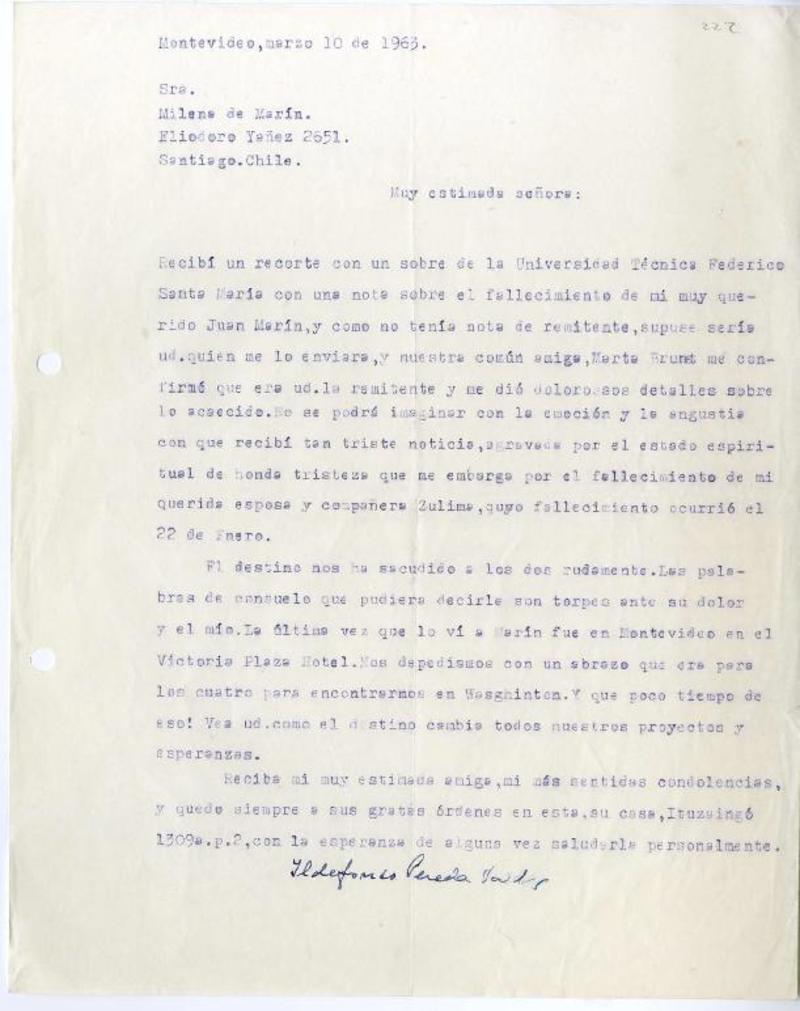 222
Montevideo,marzo 10 de 1963.
Sra.
Milena de Marín.
Eliodoro Yañez 2651.
Santiago.Chile.
Muy estimada señora:
Recibí un recorte con un sobre de la Universidad Técnica Federico
Santa María con una nota sobre el fallecimiento de mi muy que-
rido Juan Marín,y como no tenía nota de remitente,supuse sería
ud.quien me lo enviara,y nuestra común amiga,Marta Brunet me con-
firmé que era ud.la remitente y me dió dolorosos detalles sobre
lo acaecido.No se podrá imaginar con la emoción y la angustia
con que recibí tan triste noticia,agravada por el estado espiri-
tual de honda tristeza que me embarga por el fallecimiento de mi
querida esposa y compañera Zulima,quyo fallecimiento ocurrió el
22 de Enero.
El destino nos ha sacudido a los dos rudamente.Las pala-
bras de consuelo que pudiera decirle son torpes ante su dolor
y el mío.La última vez que lo ví a Marín fue en Montevideo en el
Victoria Plaza Hotel.Nos depedismos con un abrazo que era para
los cuatro para encontrarnos en Wasghinton.Y que poco tiempo de
eso! Vea ud.como el destino cambia todos nuestros proyectos y
esperanzas.
Reciba mi muy estimada amiga,mi más sentidas condolencias,
y quedo siempre a sus gratas órdenes en esta,su casa,Ituzaingó
1309a.p.2,con la esperanza de alguna vez saludarla personalmente.
Ildefonso Pereda Valdés